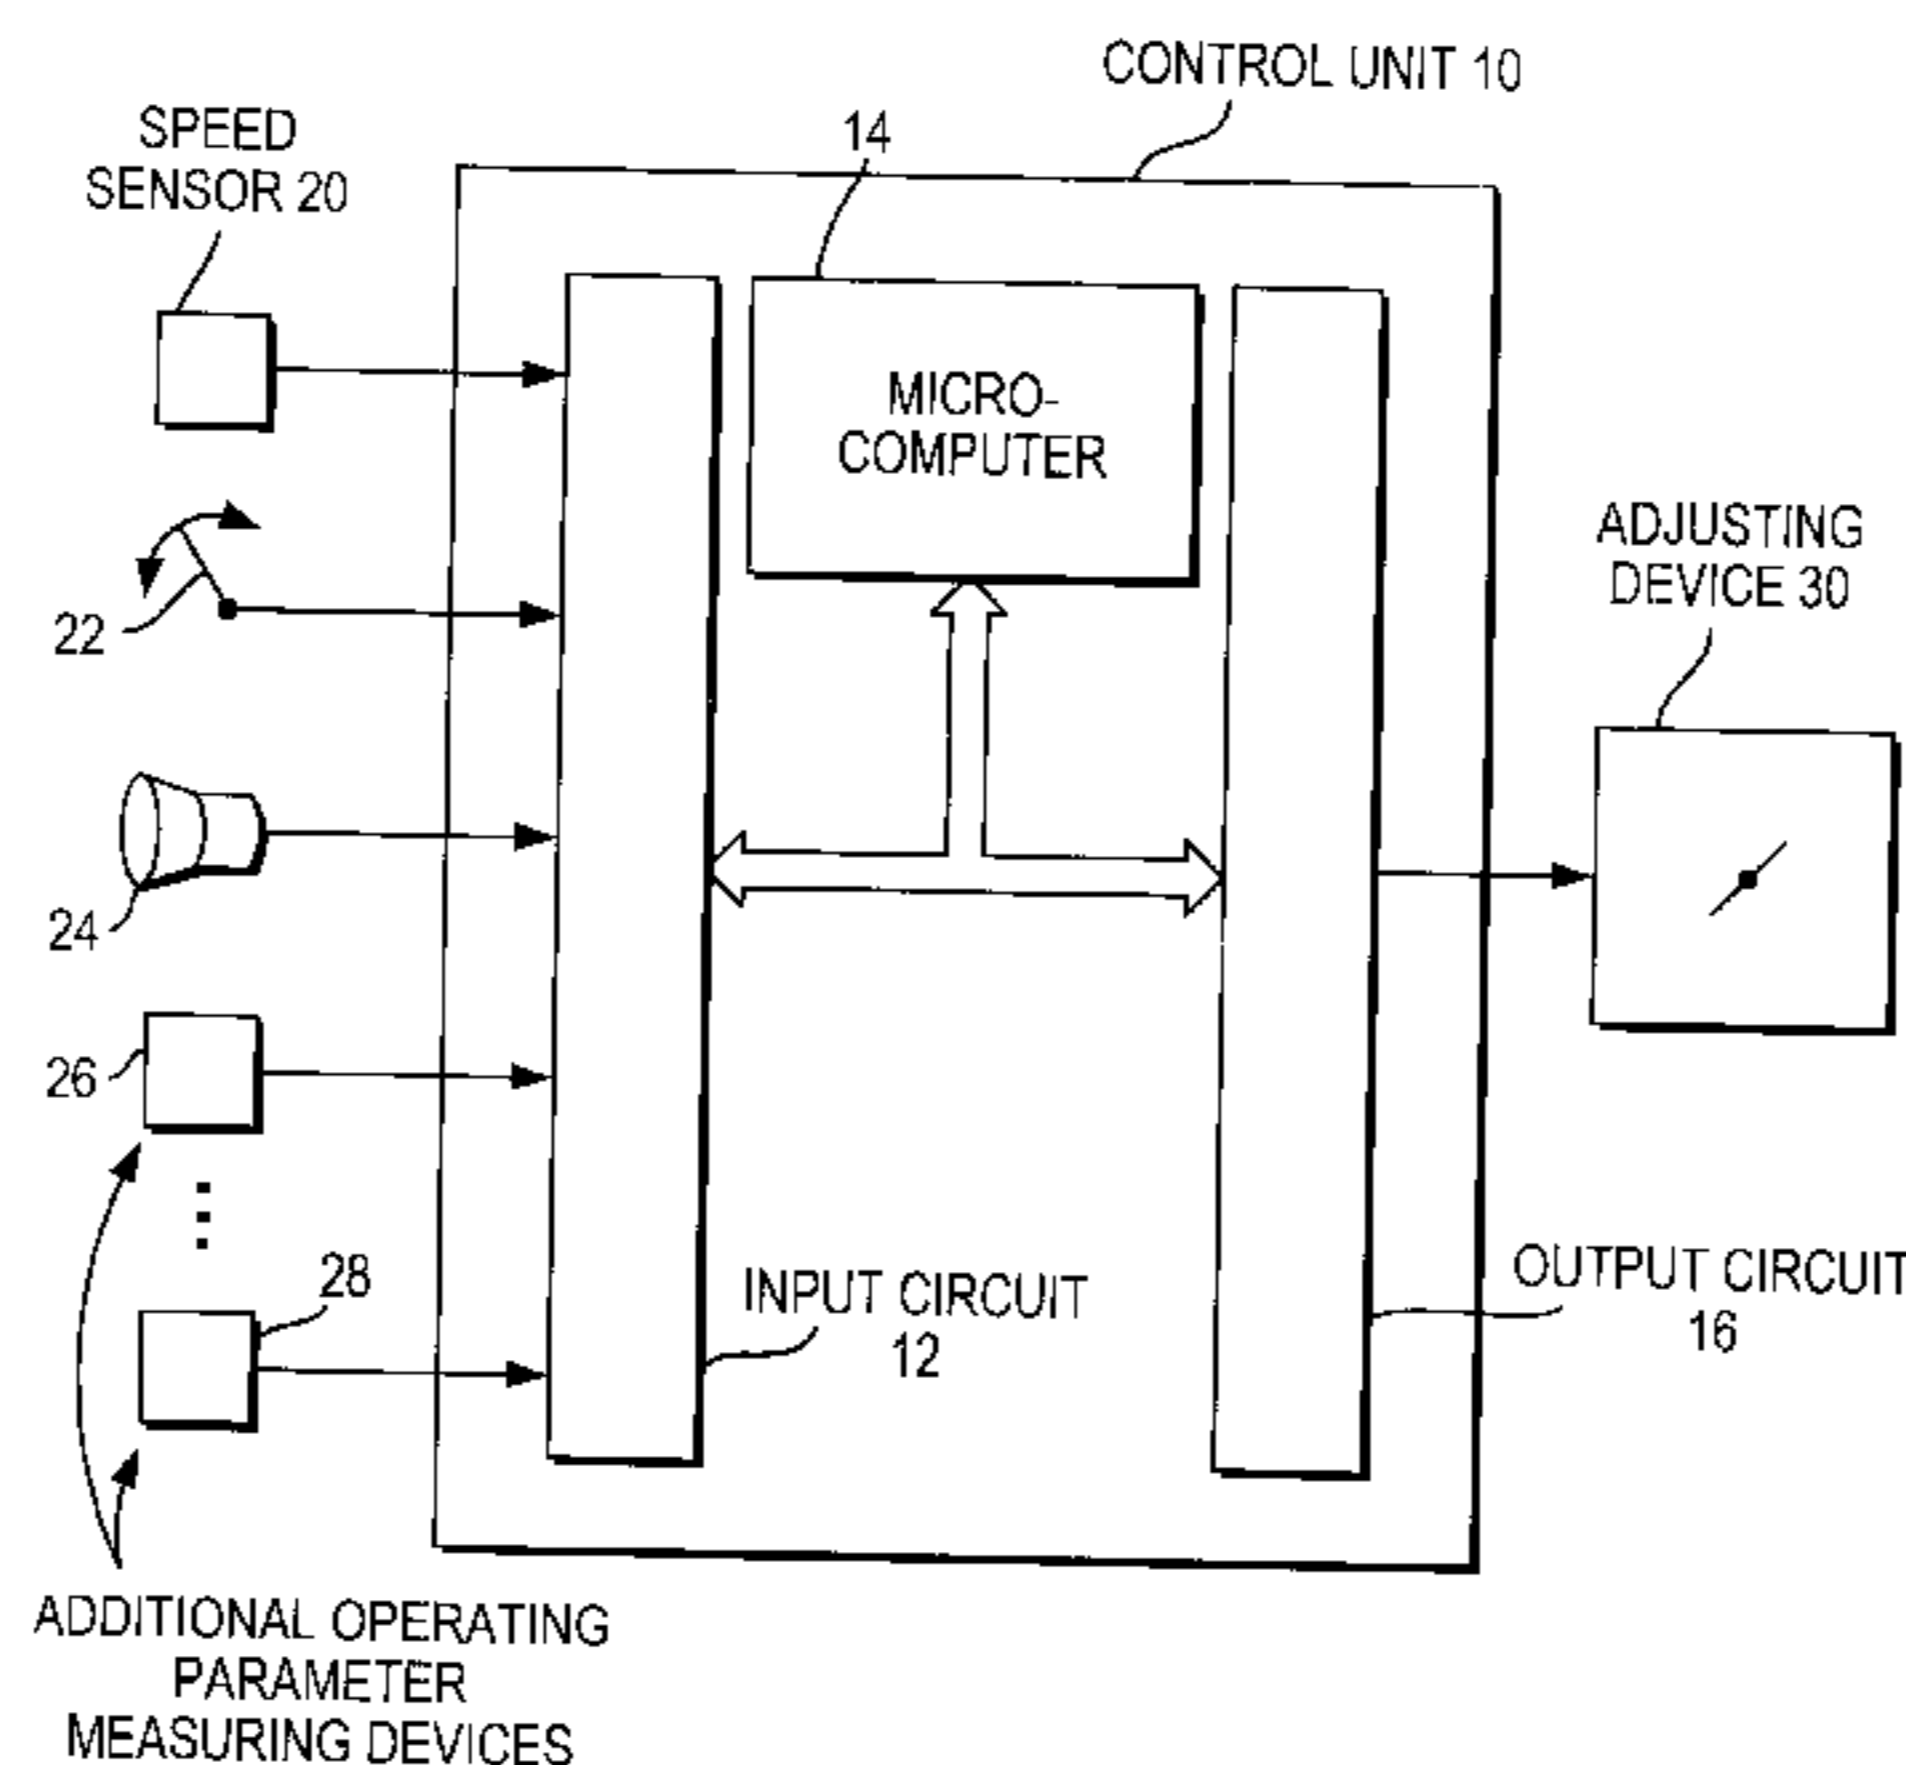 CONTROL UNIT 10
SPEED
SENSOR 20
14
MICRO-
COMPUTER
22
ADJUSTING
DEVICE 30
24
26
28
INPUT CIRCUIT
12
OUTPUT CIRCUIT
16
ADDITIONAL OPERATING
PARAMETER
MEASURING DEVICES